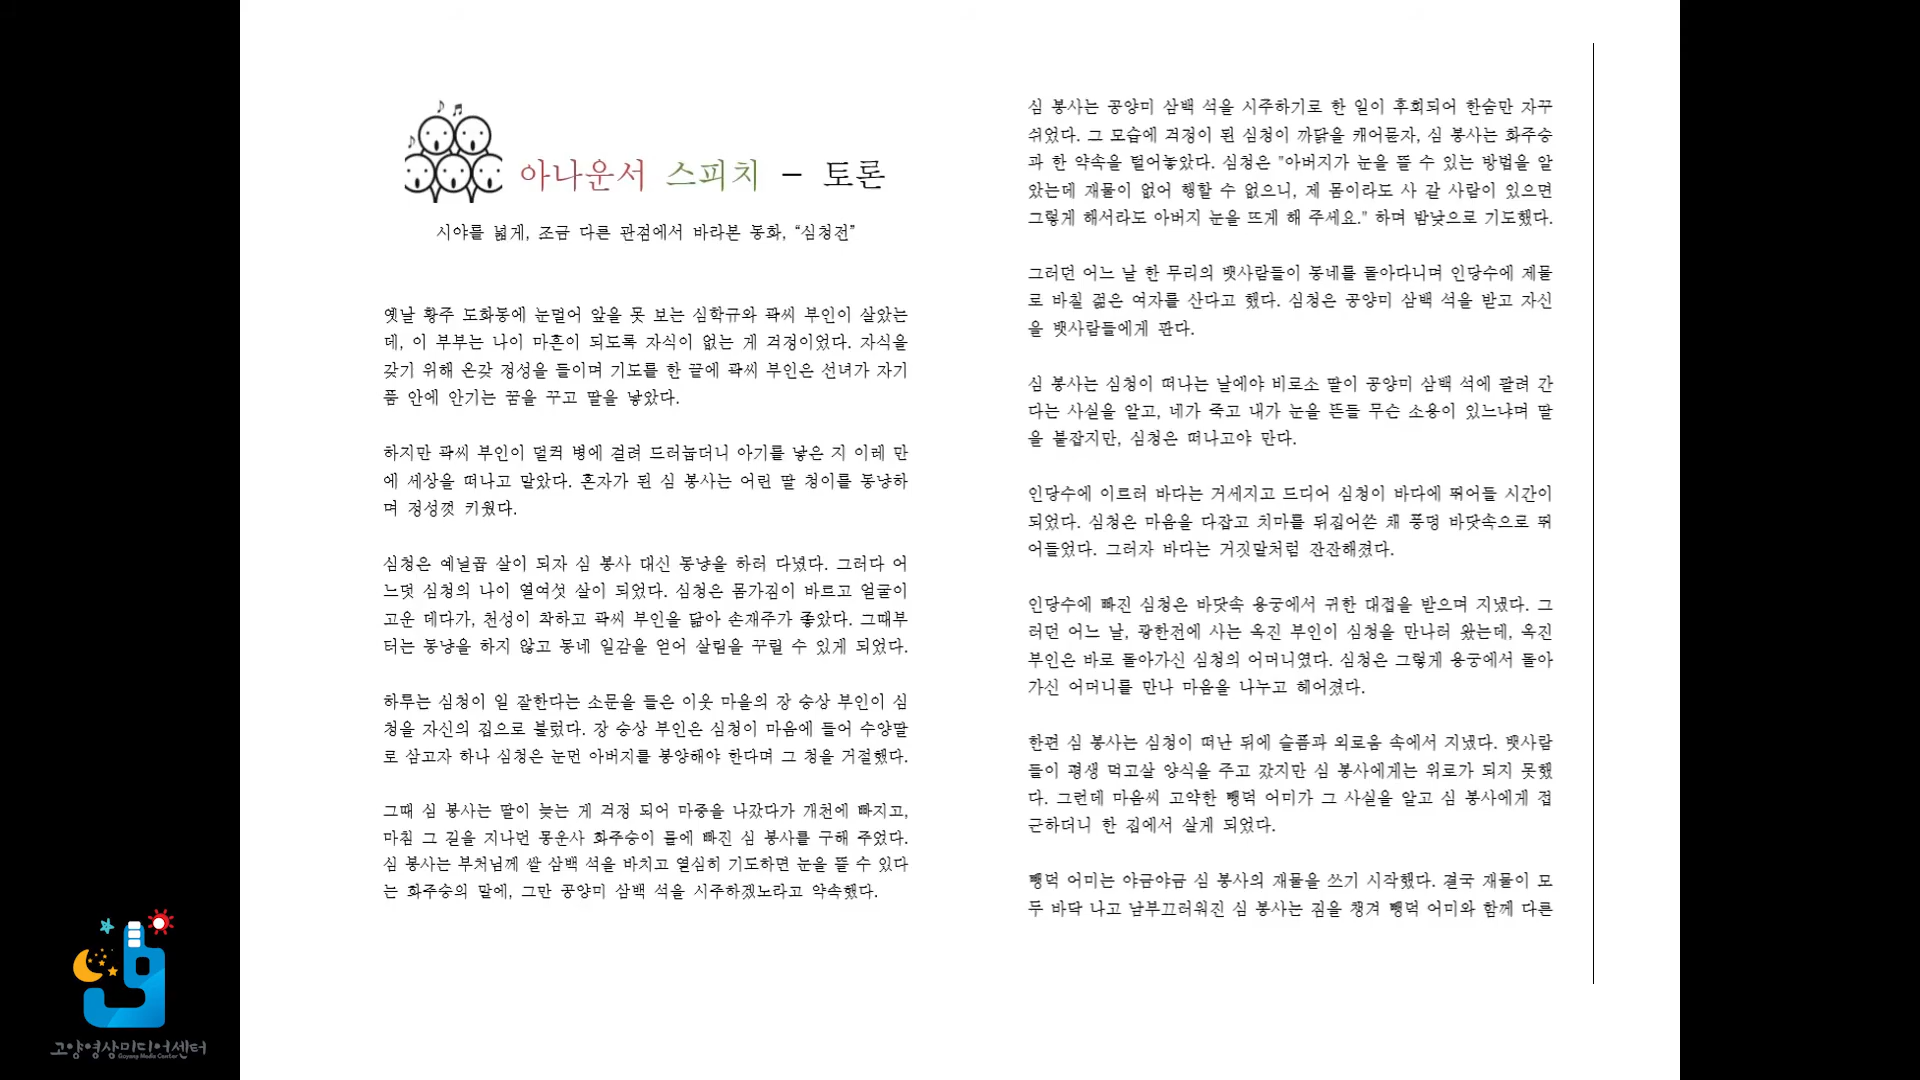 아나운서 스피치 - 토론
시야를 넓게, 조금 다른 관점에서 바라본 동화, “심청전”
옛날 황주 도화동에 눈멀어 앞을 못 보는 심학규와 곽씨 부인이 살았는
데, 이 부부는 나이 마흔이 되도록 자식이 없는 게 걱정이었다. 자식을
갖기 위해 온갖 정성을 들이며 기도를 한 끝에 곽씨 부인은 선녀가 자기
품 안에 안기는 꿈을 꾸고 딸을 낳았다.
하지만 곽씨 부인이 덜컥 병에 걸려 드러눕더니 아기를 낳은 지 이레 만
에 세상을 떠나고 말았다. 혼자가 된 심 봉사는 어린 딸 청이를 동냥하
며 정성껏 키웠다.
심청은 예닐곱 살이 되자 심 봉사 대신 동냥을 하러 다녔다. 그러다 어
느덧 심청의 나이 열여섯 살이 되었다. 심청은 몸가짐이 바르고 얼굴이
고운 데다가, 천성이 착하고 곽씨 부인을 닮아 손재주가 좋았다. 그때부
터는 동냥을 하지 않고 동네 일감을 얻어 살림을 꾸릴 수 있게 되었다.
하루는 심청이 일 잘한다는 소문을 들은 이웃 마을의 장 승상 부인이 심
청을 자신의 집으로 불렀다. 장 승상 부인은 심청이 마음에 들어 수양딸
로 삼고자 하나 심청은 눈먼 아버지를 봉양해야 한다며 그 청을 거절했다.
그때 심 봉사는 딸이 늦는 게 걱정 되어 마중을 나갔다가 개천에 빠지고,
마침 그 길을 지나던 몽운사 화주승이 물에 빠진 심 봉사를 구해 주었다.
심 봉사는 부처님께 쌀 삼백 석을 바치고 열심히 기도하면 눈을 뜰 수 있다
는 화주승의 말에, 그만 공양미 삼백 석을 시주하겠노라고 약속했다.
심 봉사는 공양미 삼백 석을 시주하기로 한 일이 후회되어 한숨만 자꾸
쉬었다. 그 모습에 걱정이 된 심청이 까닭을 캐어묻자, 심 봉사는 화주승
과 한 약속을 털어놓았다. 심청은 "아버지가 눈을 뜰 수 있는 방법을 알
았는데 재물이 없어 행할 수 없으니, 제 몸이라도 사 갈 사람이 있으면
그렇게 해서라도 아버지 눈을 뜨게 해 주세요." 하며 밤낮으로 기도했다.
그러던 어느 날 한 무리의 뱃사람들이 동네를 돌아다니며 인당수에 제물
로 바칠 젊은 여자를 산다고 했다. 심청은 공양미 삼백 석을 받고 자신
을 뱃사람들에게 판다.
심 봉사는 심청이 떠나는 날에야 비로소 딸이 공양미 삼백 석에 팔려 간
다는 사실을 알고, 네가 죽고 내가 눈을 뜬들 무슨 소용이 있느냐며 딸
을 붙잡지만, 심청은 떠나고야 만다.
인당수에 이르러 바다는 거세지고 드디어 심청이 바다에 뛰어들 시간이
되었다. 심청은 마음을 다잡고 치마를 뒤집어쓴 채 풍덩 바닷속으로 뛰
어들었다. 그러자 바다는 거짓말처럼 잔잔해졌다.
인당수에 빠진 심청은 바닷속 용궁에서 귀한 대접을 받으며 지냈다. 그
러던 어느 날, 광한전에 사는 옥진 부인이 심청을 만나러 왔는데, 옥진
부인은 바로 돌아가신 심청의 어머니였다. 심청은 그렇게 용궁에서 돌아
가신 어머니를 만나 마음을 나누고 헤어졌다.
한편 심 봉사는 심청이 떠난 뒤에 슬픔과 외로움 속에서 지냈다. 뱃사람
들이 평생 먹고살 양식을 주고 갔지만 심 봉사에게는 위로가 되지 못했
다. 그런데 마음씨 고약한 뺑덕 어미가 그 사실을 알고 심 봉사에게 접
근하더니 한 집에서 살게 되었다.
뺑덕 어미는 야금야금 심 봉사의 재물을 쓰기 시작했다. 결국 재물이 모
두 바닥 나고 남부끄러워진 심 봉사는 짐을 챙겨 뺑덕 어미와 함께 다른
고양영상미디어센터
Goyang Media Center